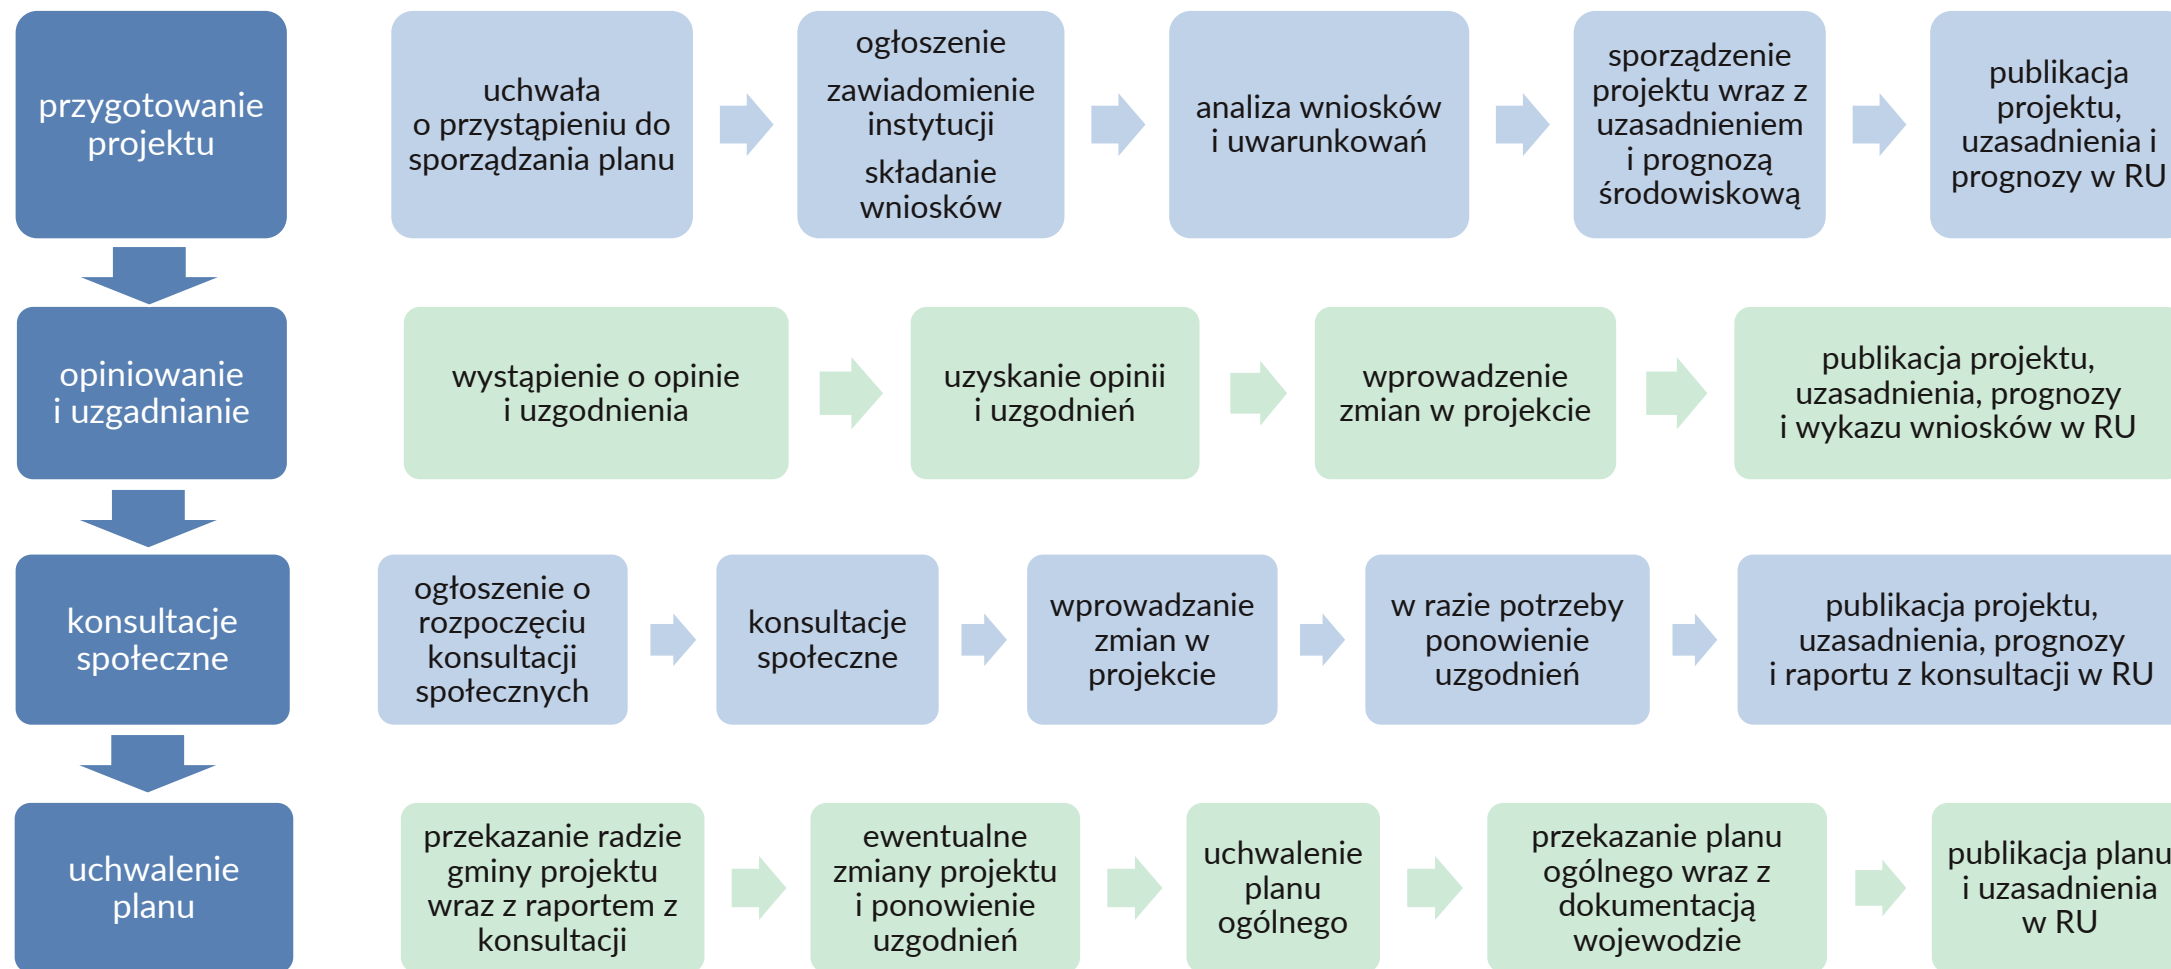 przygotowanie
projektu
uchwała
o przystąpieniu do
sporządzania planu
ogłoszenie
zawiadomienie
instytucji
składanie
wniosków
analiza wniosków
i uwarunkowań
sporządzenie
projektu wraz z
uzasadnieniem
i prognozą
środowiskową
publikacja
projektu,
uzasadnienia i
prognozy w RU
opiniowanie
i uzgadnianie
wystąpienie o opinie
i uzgodnienia
uzyskanie opinii
i uzgodnień
wprowadzenie
zmian w projekcie
publikacja projektu,
uzasadnienia, prognozy
i wykazu wniosków w RU
konsultacje
społeczne
ogłoszenie o
rozpoczęciu
konsultacji
społecznych
konsultacje
społeczne
wprowadzanie
zmian w
projekcie
w razie potrzeby
ponowienie
uzgodnień
publikacja projektu,
uzasadnienia, prognozy
i raportu z konsultacji w RU
uchwalenie
planu
przekazanie radzie
gminy projektu
wraz z raportem z
konsultacji
ewentualne
zmiany projektu
i ponowienie
uzgodnień
uchwalenie
planu
ogólnego
przekazanie planu
ogólnego wraz z
dokumentacją
wojewodzie
publikacja planu
i uzasadnienia
w RU